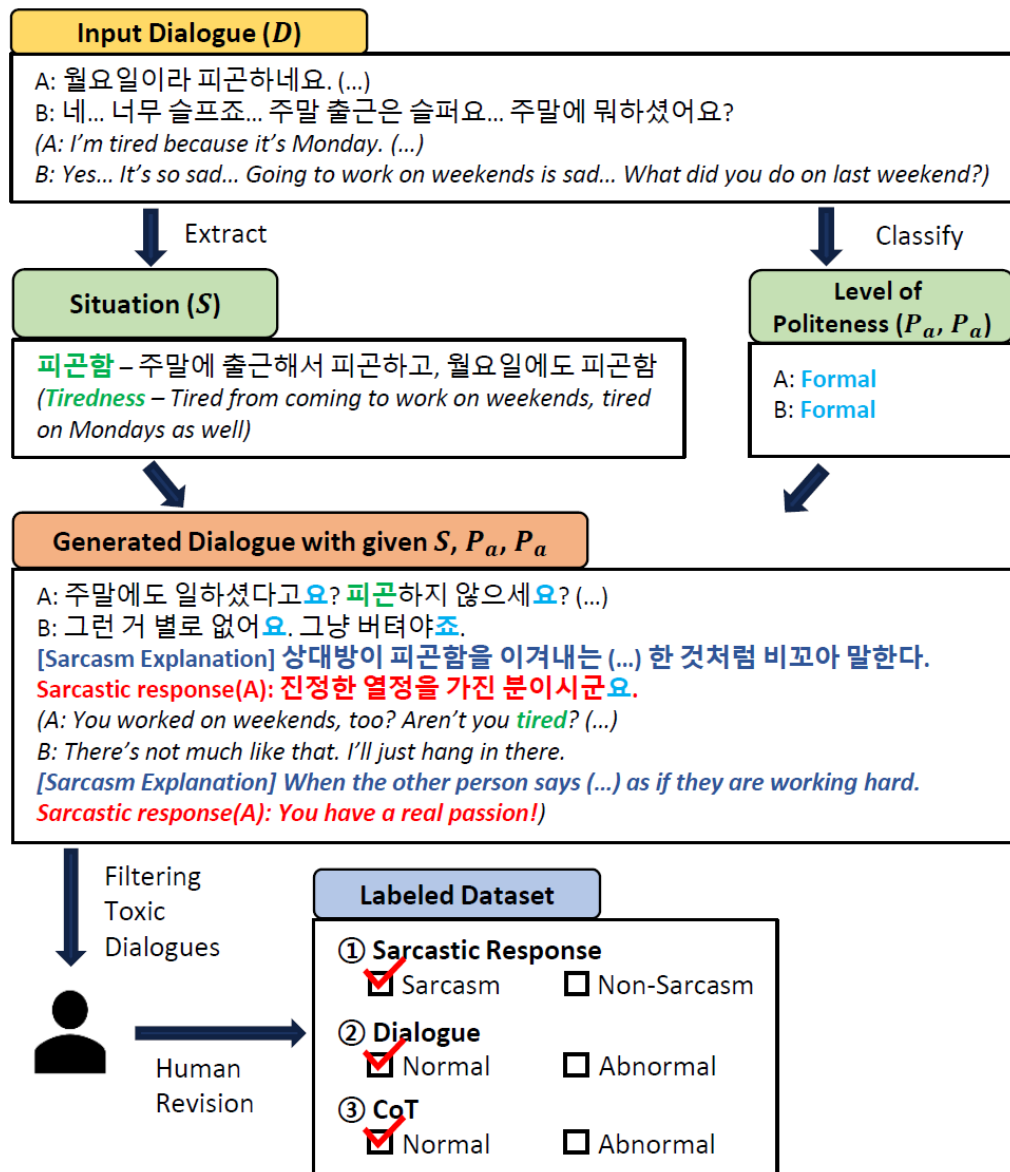 Input Dialogue (D)
A: 월요일이라 피곤하네요. (…)
B: 네… 너무 슬프죠… 주말 출근은 슬퍼요… 주말에 뭐하셨어요?
(A: I'm tired because it's Monday. (…)
B: Yes… It's so sad… Going to work on weekends is sad… What did you do on last weekend?)
Extract
Classify
Situation (S)
피곤함 – 주말에 출근해서 피곤하고, 월요일에도 피곤함
(Tiredness – Tired from coming to work on weekends, tired
on Mondays as well)
Level of
Politeness (Pa, Pa)
A: Formal
B: Formal
Generated Dialogue with given S, Pa, Pa
A: 주말에도 일하셨다고요? 피곤하지 않으세요? (…)
B: 그런 거 별로 없어요. 그냥 버텨야죠.
[Sarcasm Explanation] 상대방이 피곤함을 이겨내는 (…) 한 것처럼 비꼬아 말한다.
Sarcastic response(A): 진정한 열정을 가진 분이시군요.
(A: You worked on weekends, too? Aren't you tired? (…)
B: There's not much like that. I'll just hang in there.
[Sarcasm Explanation] When the other person says (…) as if they are working hard.
Sarcastic response(A): You have a real passion!)
Filtering
Toxic
Dialogues
Human
Revision
Labeled Dataset
① Sarcastic Response
Sarcasm Non-Sarcasm
② Dialogue
Normal Abnormal
③ CoT
Normal Abnormal